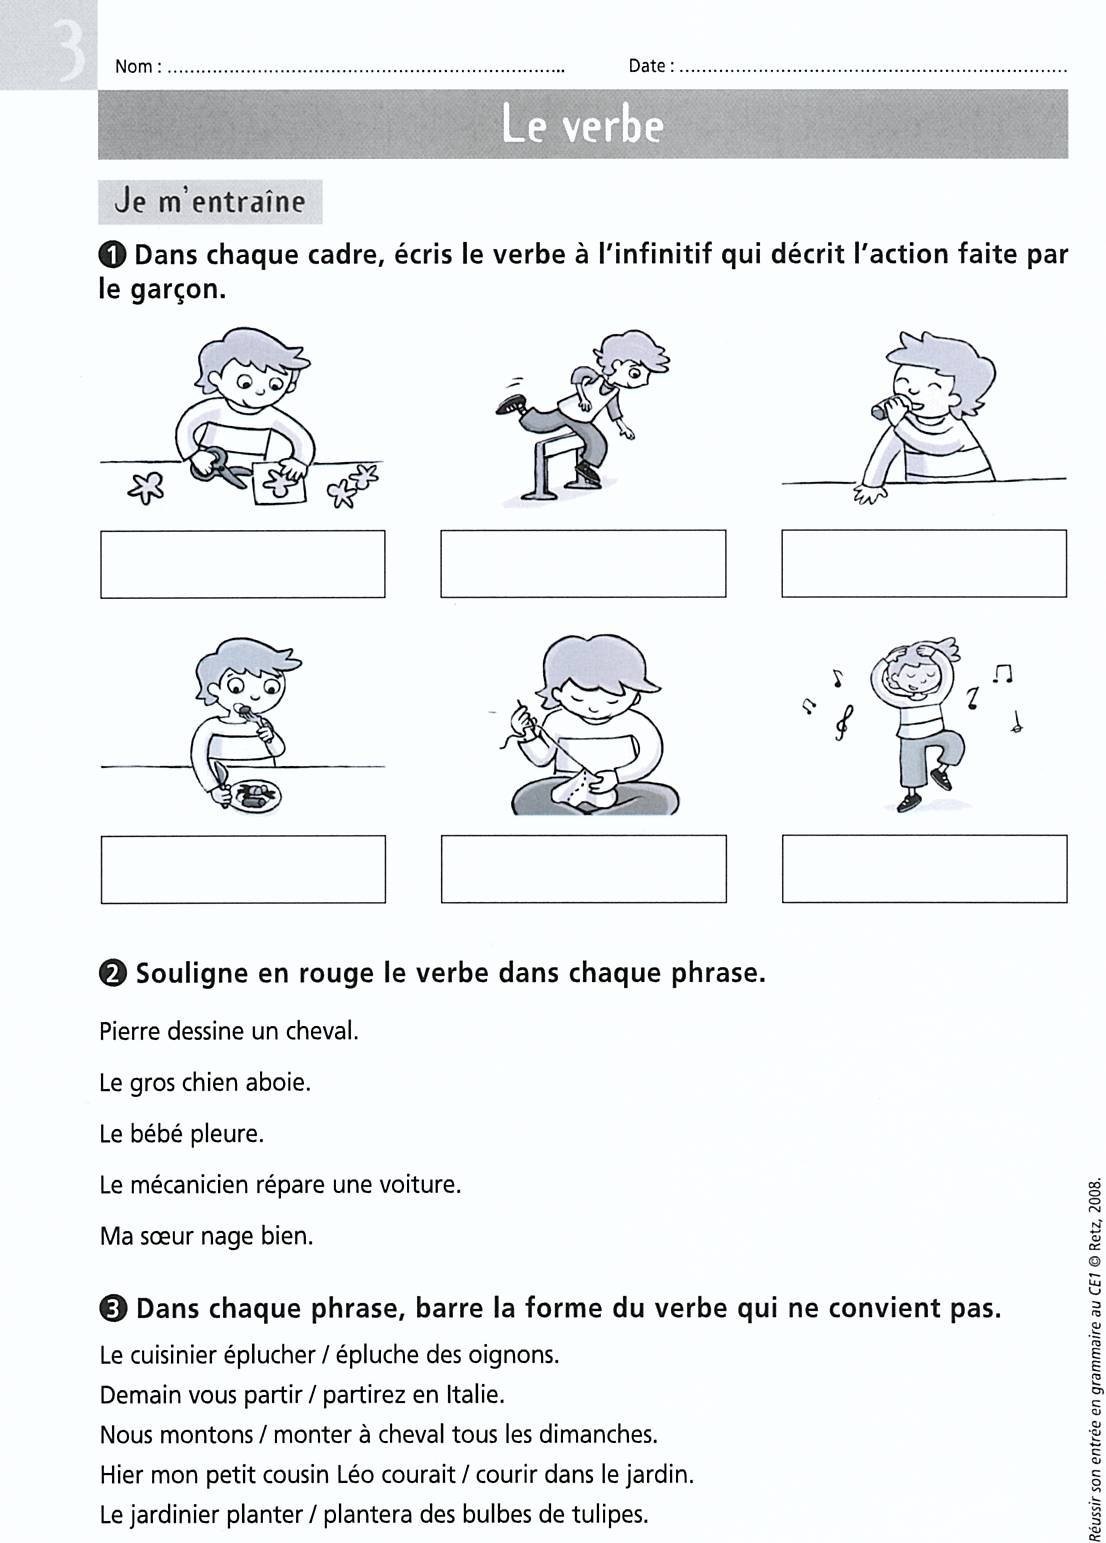 3
Nom : ........................................................................
Date : ......................................................................
Le verbe
Je m'entraîne
1 Dans chaque cadre, écris le verbe à l'infinitif qui décrit l'action faite par
le garçon.
2 Souligne en rouge le verbe dans chaque phrase.
Pierre dessine un cheval.
Le gros chien aboie.
Le bébé pleure.
Le mécanicien répare une voiture.
Ma sœur nage bien.
3 Dans chaque phrase, barre la forme du verbe qui ne convient pas.
Le cuisinier éplucher / épluche des oignons.
Demain vous partir / partirez en Italie.
Nous montons / monter à cheval tous les dimanches.
Hier mon petit cousin Léo courait / courir dans le jardin.
Le jardinier planter / plantera des bulbes de tulipes.
Réussir son entrée en grammaire au CE1 © Retz, 2008.